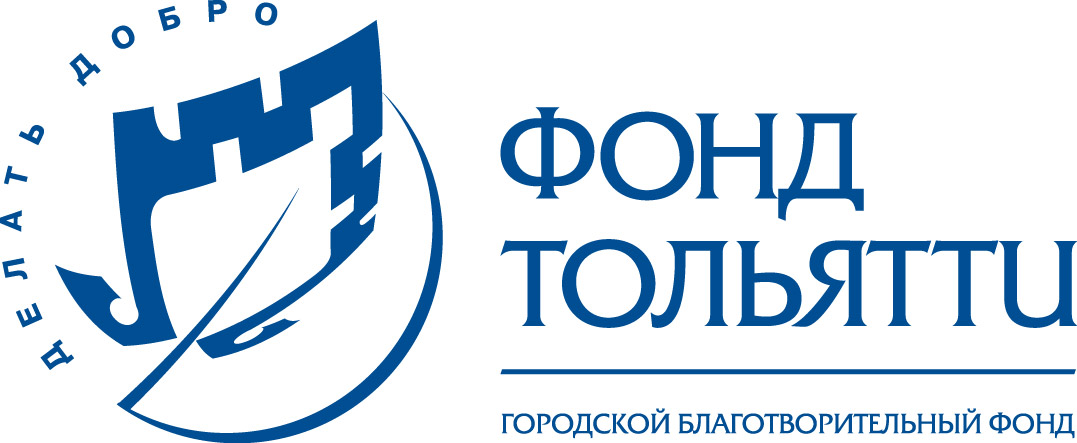 ДЕЛАТЬ ДОБРО
ФОНД
ТОЛЬЯТТИ
ГОРОДСКОЙ БЛАГОТВОРИТЕЛЬНЫЙ ФОНД